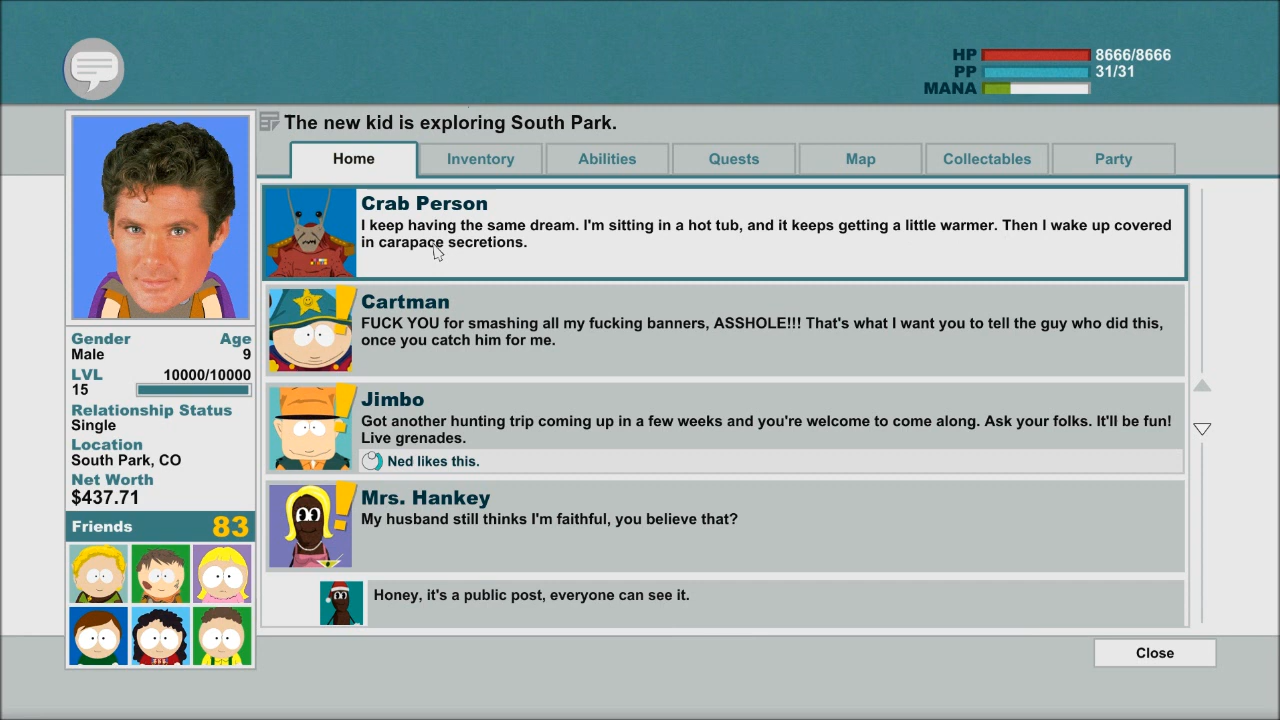 HP 8666/8666
PP 31/31
MANA
The new kid is exploring South Park.
Home Inventory Abilities Quests Map Collectables Party
Gender Age
Male 9
LVL 10000/10000
15
Relationship Status
Single
Location
South Park, CO
Net Worth
$437.71
Friends 83
Crab Person
I keep having the same dream. I'm sitting in a hot tub, and it keeps getting a little warmer. Then I wake up covered
in carapace secretions.
Cartman
FUCK YOU for smashing all my fucking banners, ASSHOLE!!! That's what I want you to tell the guy who did this,
once you catch him for me.
Jimbo
Got another hunting trip coming up in a few weeks and you're welcome to come along. Ask your folks. It'll be fun!
Live grenades.
Ned likes this.
Mrs. Hankey
My husband still thinks I'm faithful, you believe that?
Honey, it's a public post, everyone can see it.
Close